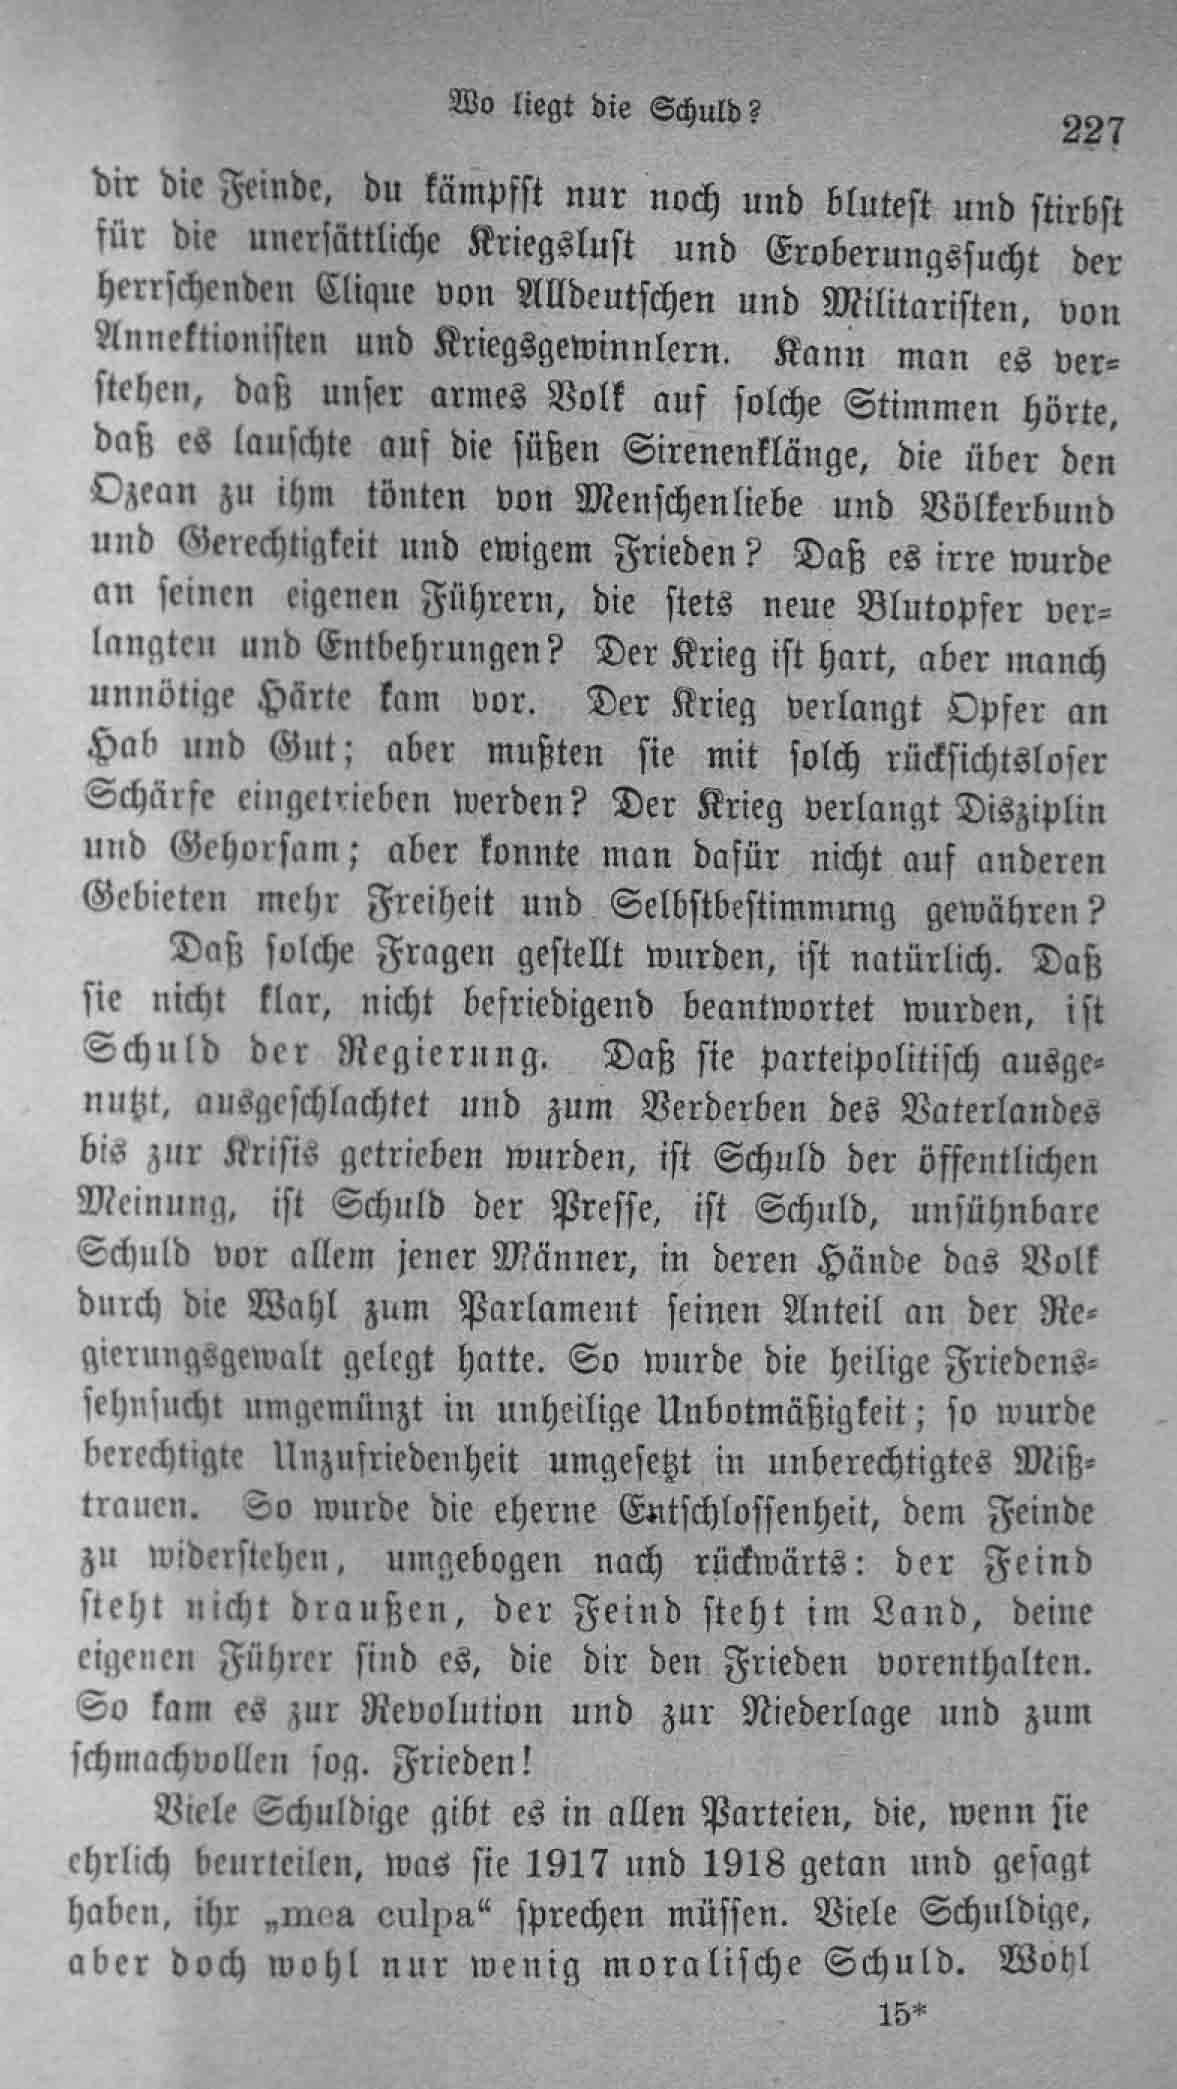 Wo liegt die Schuld?
227
dir die Feinde, du kämpfst nur noch und blutest und stirbst
für die unersättliche Kriegslust und Eroberungssucht der
herrschenden Clique von Alldeutschen und Militaristen, von
Annektionisten und Kriegsgewinnlern. Kann man es ver-
stehen, daß unser armes Volk auf solche Stimmen hörte,
daß es lauschte auf die süßen Sirenenklänge, die über den
Ozean zu ihm tönten von Menschenliebe und Völkerbund
und Gerechtigkeit und ewigem Frieden? Daß es irre wurde
an seinen eigenen Führern, die stets neue Blutopfer ver-
langten und Entbehrungen? Der Krieg ist hart, aber manch
unnötige Härte kam vor. Der Krieg verlangt Opfer an
Hab und Gut; aber mußten sie mit solch rücksichtsloser
Schärfe eingetrieben werden? Der Krieg verlangt Disziplin
und Gehorsam; aber konnte man dafür nicht auf anderen
Gebieten mehr Freiheit und Selbstbestimmung gewähren?
Daß solche Fragen gestellt wurden, ist natürlich. Daß
sie nicht klar, nicht befriedigend beantwortet wurden, ist
Schuld der Regierung. Daß sie parteipolitisch ausge-
nutzt, ausgeschlachtet und zum Verderben des Vaterlandes
bis zur Krisis getrieben wurden, ist Schuld der öffentlichen
Meinung, ist Schuld der Presse, ist Schuld, unsühnbare
Schuld vor allem jener Männer, in deren Hände das Volk
durch die Wahl zum Parlament seinen Anteil an der Re-
gierungsgewalt gelegt hatte. So wurde die heilige Friedens-
sehnsucht umgemünzt in unheilige Unbotmäßigkeit; so wurde
berechtigte Unzufriedenheit umgesetzt in unberechtigtes Miß-
trauen. So wurde die eherne Entschlossenheit, dem Feinde
zu widerstehen, umgebogen nach rückwärts: der Feind
steht nicht draußen, der Feind steht im Land, deine
eigenen Führer sind es, die dir den Frieden vorenthalten.
So kam es zur Revolution und zur Niederlage und zum
schmachvollen sog. Frieden!
Viele Schuldige gibt es in allen Parteien, die, wenn sie
ehrlich beurteilen, was sie 1917 und 1918 getan und gesagt
haben, ihr „mea culpa“ sprechen müssen. Viele Schuldige,
aber doch wohl nur wenig moralische Schuld. Wohl
15*